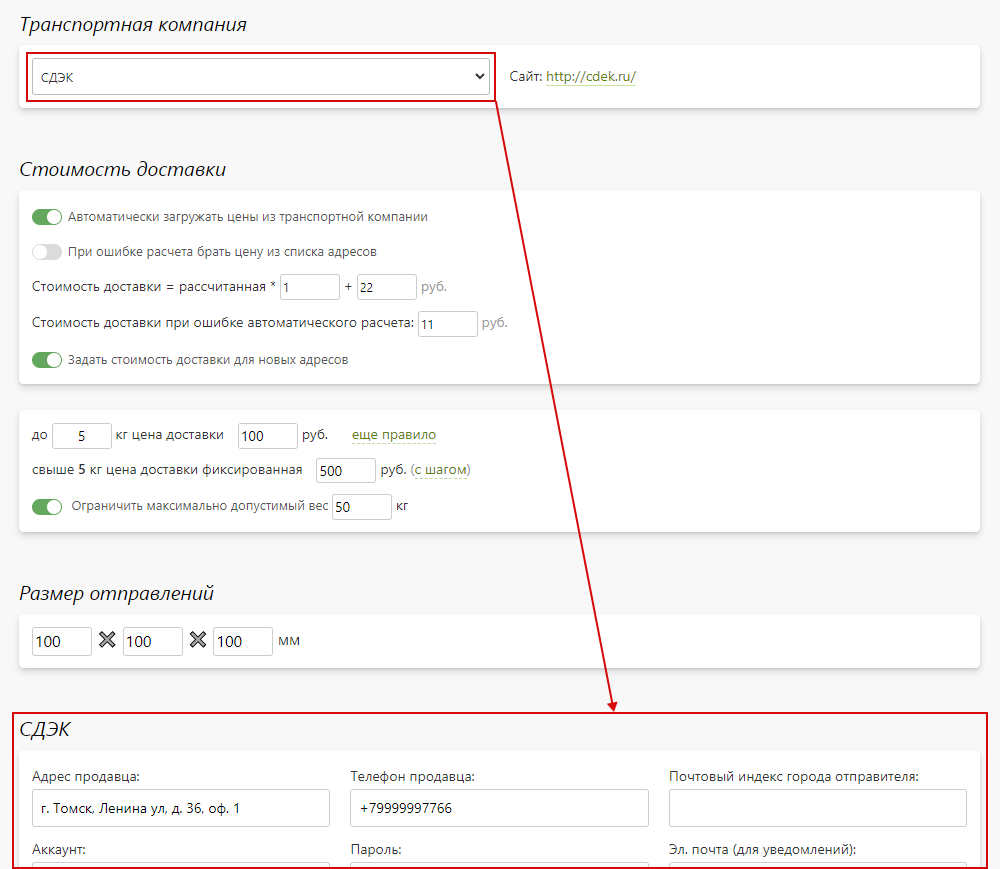 Транспортная компания
СДЭК Сайт: http://cdek.ru/
Стоимость доставки
Автоматически загружать цены из транспортной компании
При ошибке расчета брать цену из списка адресов
Стоимость доставки = рассчитанная * 1 + 22 руб.
Стоимость доставки при ошибке автоматического расчета: 11 руб.
Задать стоимость доставки для новых адресов
до 5 кг цена доставки 100 руб. еще правило
свыше 5 кг цена доставки фиксированная 500 руб. (с шагом)
Ограничить максимально допустимый вес 50 кг
Размер отправлений
100 100 100 мм
СДЭК
Адрес продавца: Телефон продавца: Почтовый индекс города отправителя:
г. Томск, Ленина ул, д. 36, оф. 1 +79999997766
Аккаунт: Пароль: Эл. почта (для уведомлений):